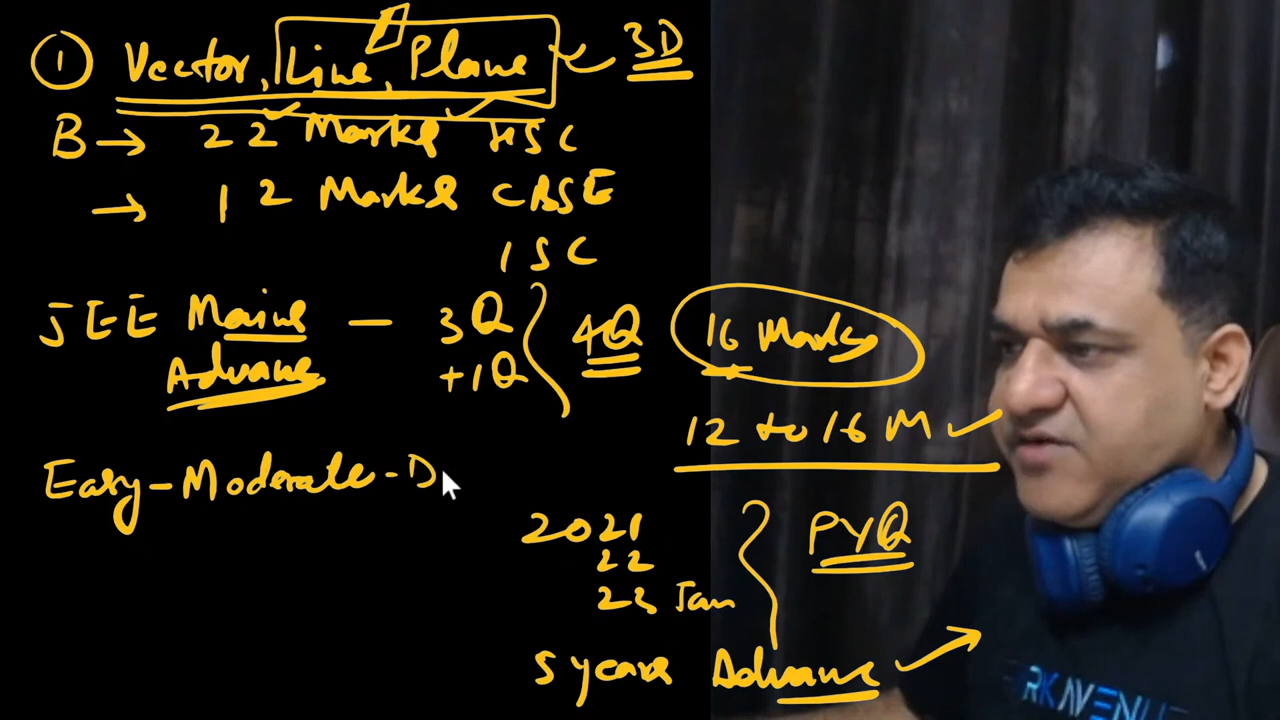 1 Vector, Line, Plane 3D
B → 22 Marks HSC
→ 12 Marks CBSE
ISC
JEE Mains — 3Q 4Q 16 Marks
Advance +1Q
12 to 16 M ✓
Easy-Moderate-D
2021 PYQ
22
23 Jan
5 years Advance →
RKAVENUE